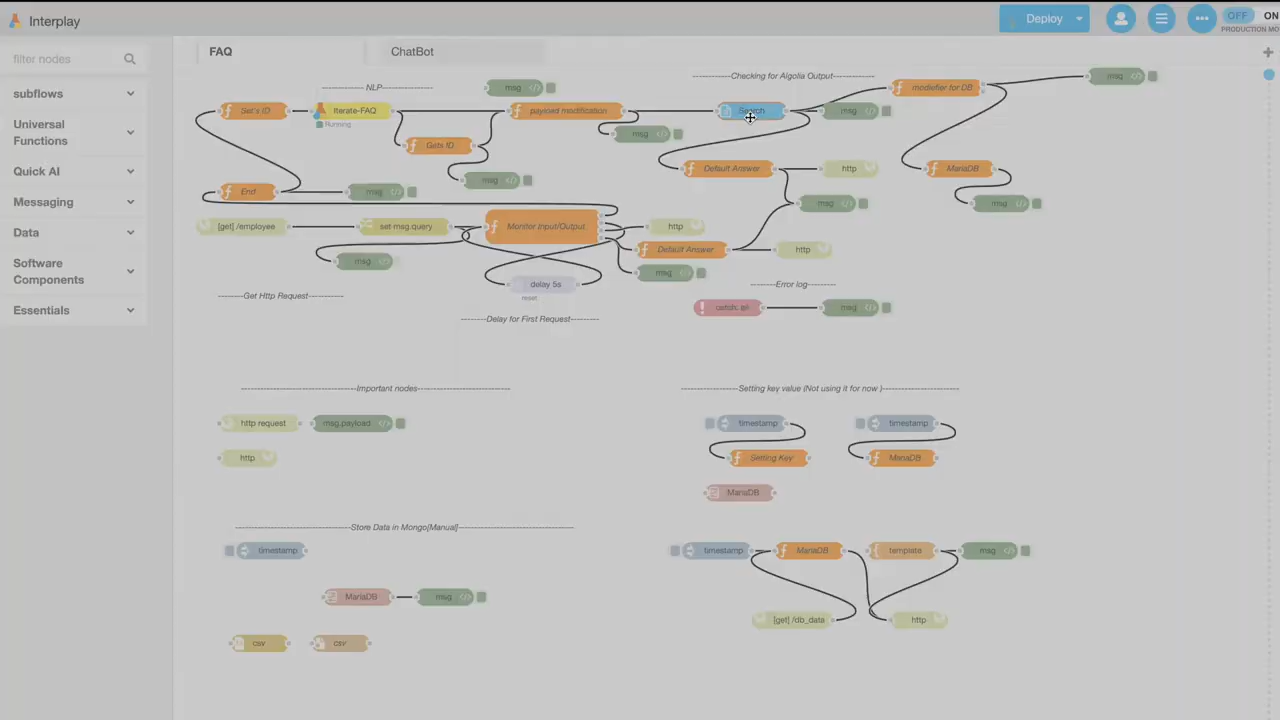 Interplay
Deploy
OFF
ON
PRODUCTION MO
filter nodes
subflows
Universal
Functions
Quick AI
Messaging
Data
Software
Components
Essentials
FAQ
ChatBot
NLP
msg
Checking for Algolia Output
modiefier for DB
msg
Set's ID
Iterate-FAQ
Running
payload modification
Search
msg
msg
Gets ID
Default Answer
http
MariaDB
msg
End
msg
msg
msg
[get] /employee
set msg.query
Monitor Input/Output
http
Default Answer
http
msg
msg
delay 5s
reset
Get Http Request
Error log
catch: all
msg
Delay for First Request
Important nodes
Setting key value (Not using it for now )
http request
msg.payload
timestamp
timestamp
http
Setting Key
MariaDB
MariaDB
Store Data in Mongo[Manual]
timestamp
timestamp
MariaDB
template
msg
MariaDB
msg
[get] /db_data
http
csv
csv